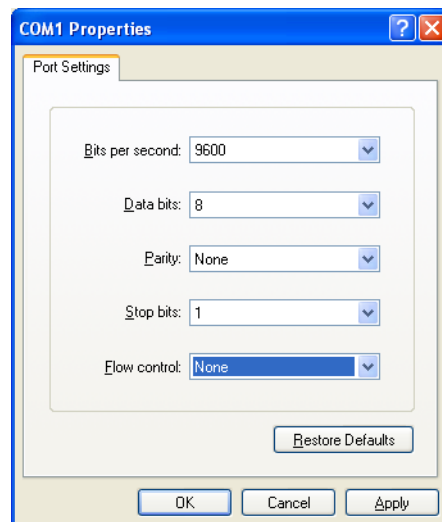 COM1 Properties
Port Settings
Bits per second: 9600
Data bits: 8
Parity: None
Stop bits: 1
Flow control: None
Restore Defaults
OK Cancel Apply